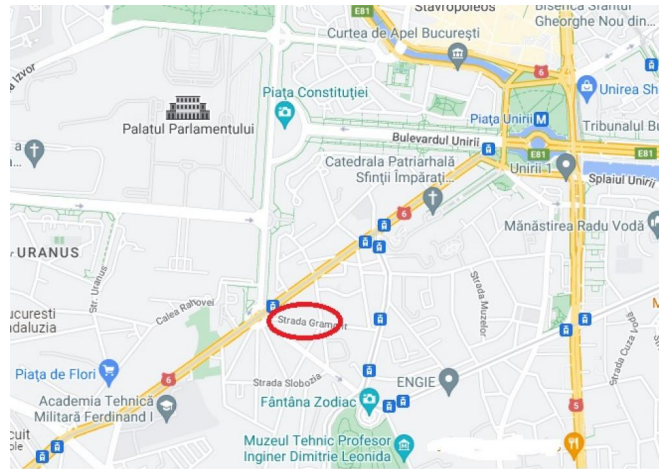 Stavropoleos
Biserica Sfântul
Gheorghe Nou din...
E81
Curtea de Apel București
6
Izvor
Piața Constituției
Unirea Sh
Palatul Parlamentului
Piața Unirii M
Tribunalul Bu
Bulevardul Unirii
E81
E81
Catedrala Patriarhală
Sfinții Împărați...
Unirii 1
Splaiul Unirii
6
Mănăstirea Radu Vodă
URANUS
Str. Uranus
Calea Rahovei
Strada Muzelor
București
Strada Gramont
Strada Cuza Vodă
Piața de Flori
6
Strada Slobozia
ENGIE
Academia Tehnică
Militară Ferdinand I
Fântâna Zodiac
5
Muzeul Tehnic Profesor
Inginer Dimitrie Leonida